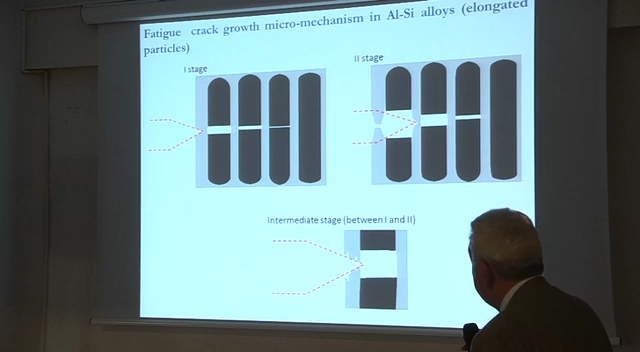 Fatigue crack growth micro-mechanism in Al-Si alloys (elongated
particles)
I stage
II stage
Intermediate stage (between I and II)